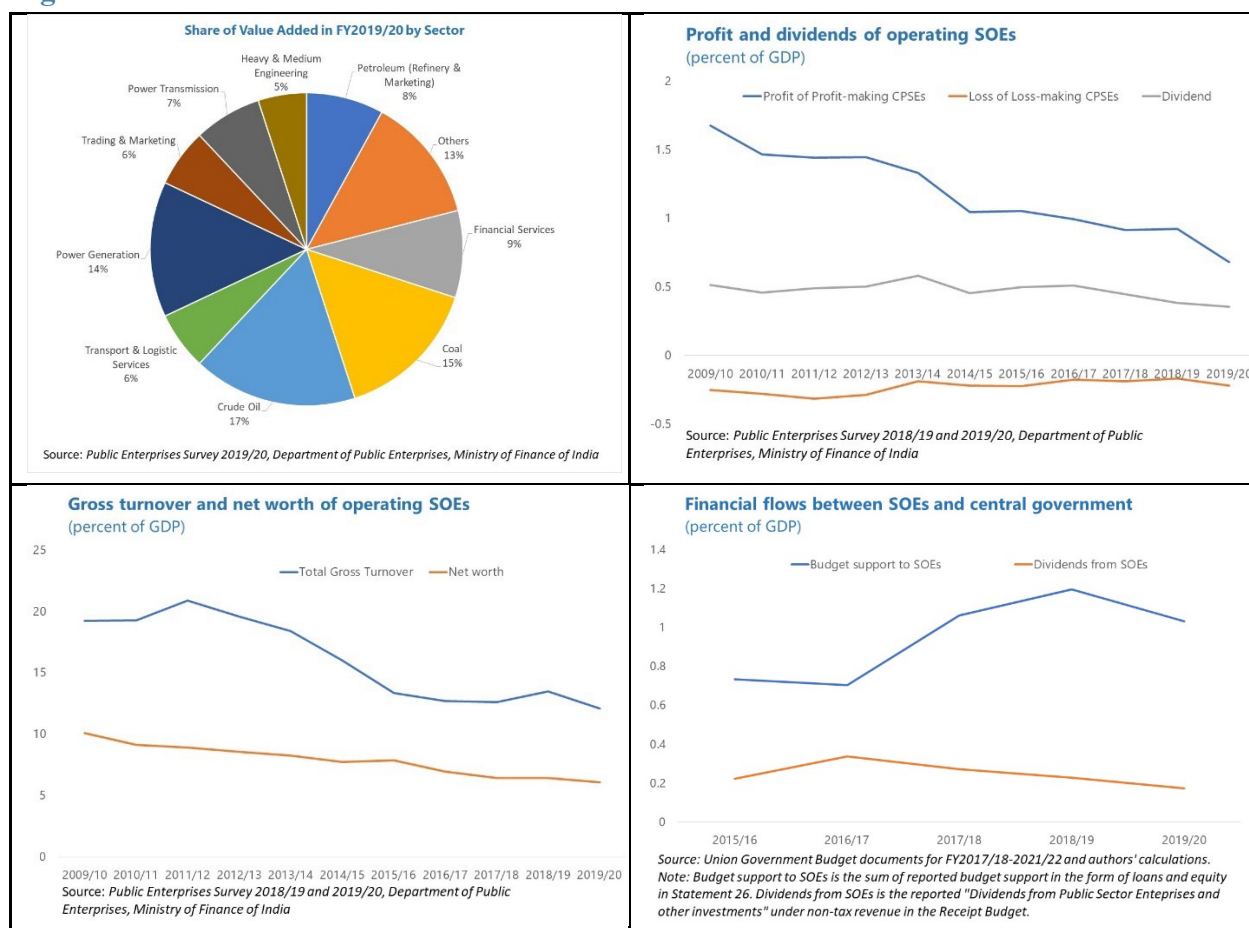 Share of Value Added in FY2019/20 by Sector
Heavy & Medium
Engineering
5%
Petroleum (Refinery &
Marketing)
8%
Power Transmission
7%
Others
13%
Trading & Marketing
6%
Financial Services
9%
Power Generation
14%
Coal
15%
Transport & Logistic
Services
6%
Crude Oil
17%
Source: Public Enterprises Survey 2019/20, Department of Public Enterprises, Ministry of Finance of India
Profit and dividends of operating SOEs
(percent of GDP)
2
Profit of Profit-making CPSEs Loss of Loss-making CPSEs Dividend
1.5
1
0.5
0
2009/10 2010/11 2011/12 2012/13 2013/14 2014/15 2015/16 2016/17 2017/18 2018/19 2019/20
-0.5
Source: Public Enterprises Survey 2018/19 and 2019/20, Department of Public
Enterprises, Ministry of Finance of India
Gross turnover and net worth of operating SOEs
(percent of GDP)
25
Total Gross Turnover Net worth
20
15
10
5
0
2009/10 2010/11 2011/12 2012/13 2013/14 2014/15 2015/16 2016/17 2017/18 2018/19 2019/20
Source: Public Enterprises Survey 2018/19 and 2019/20, Department of Public
Enterprises, Ministry of Finance of India
Financial flows between SOEs and central government
(percent of GDP)
1.4
Budget support to SOEs Dividends from SOEs
1.2
1
0.8
0.6
0.4
0.2
0
2015/16 2016/17 2017/18 2018/19 2019/20
Source: Union Government Budget documents for FY2017/18-2021/22 and authors' calculations.
Note: Budget support to SOEs is the sum of reported budget support in the form of loans and equity
in Statement 26. Dividends from SOEs is the reported "Dividends from Public Sector Enteprises and
other investments" under non-tax revenue in the Receipt Budget.